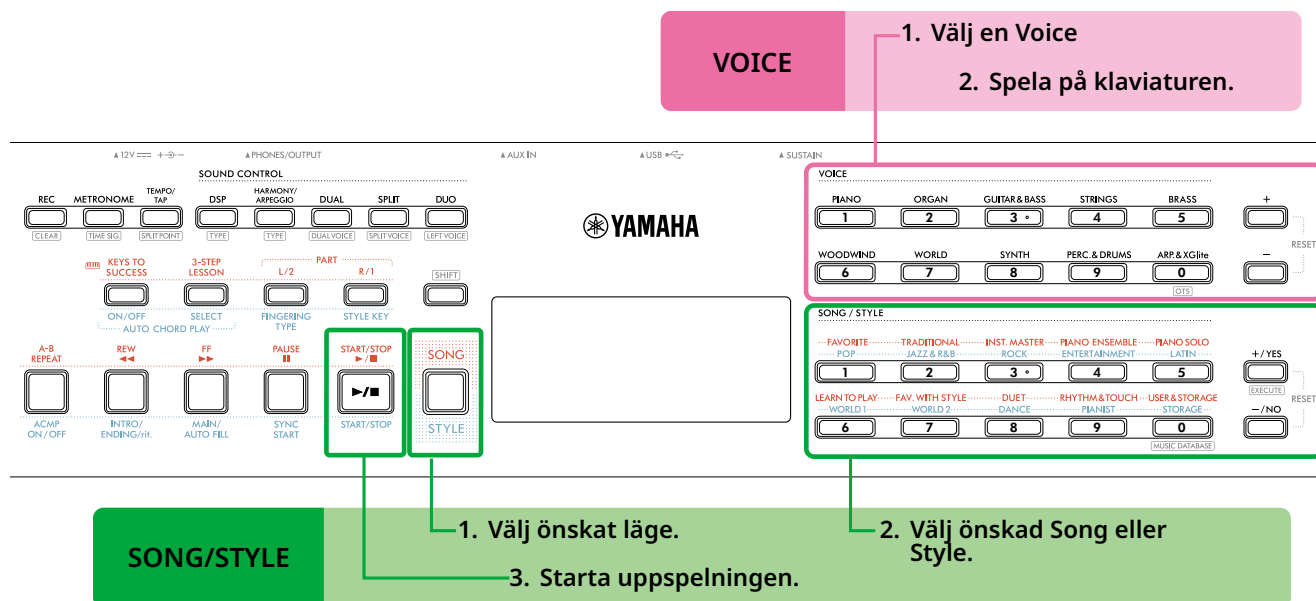 VOICE
1. Välj en Voice
2. Spela på klaviaturen.
▲12V
▲PHONES/OUTPUT
▲AUX IN
▲USB
▲SUSTAIN
SOUND CONTROL
REC METRONOME TEMPO/TAP DSP HARMONY/ARPEGGIO DUAL SPLIT DUO
CLEAR TIME SIG. SPLIT POINT TYPE TYPE DUAL VOICE SPLIT VOICE LEFT VOICE
KEYS TO SUCCESS 3-STEP LESSON PART L/2 R/1 SHIFT
ON/OFF SELECT FINGERING TYPE STYLE KEY
AUTO CHORD PLAY
A-B REPEAT REW ◀◀ FF ▶▶ PAUSE II START/STOP ▶/■ SONG
▶/■
ACMP ON/OFF INTRO/ENDING/rit. MAIN/AUTO FILL SYNC START START/STOP STYLE
YAMAHA
VOICE
PIANO ORGAN GUITAR & BASS STRINGS BRASS +
1 2 3 4 5
RESET
WOODWIND WORLD SYNTH PERC. & DRUMS ARP. & XGlite −
6 7 8 9 0
OTS
SONG / STYLE
FAVORITE TRADITIONAL INST. MASTER PIANO ENSEMBLE PIANO SOLO
POP JAZZ & R&B ROCK ENTERTAINMENT LATIN +/YES
1 2 3 4 5
EXECUTE
RESET
LEARN TO PLAY FAV. WITH STYLE DUET RHYTHM & TOUCH USER & STORAGE
WORLD 1 WORLD 2 DANCE PIANIST STORAGE −/NO
6 7 8 9 0
MUSIC DATABASE
SONG/STYLE
1. Välj önskat läge.
3. Starta uppspelningen.
2. Välj önskad Song eller
Style.